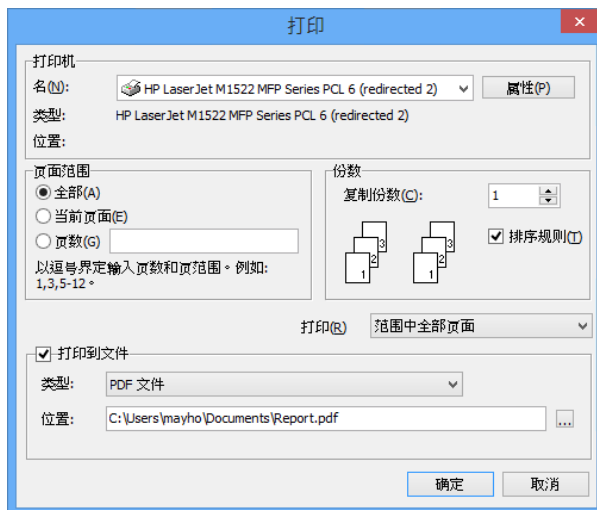 打印
打印机
名(N):
HP LaserJet M1522 MFP Series PCL 6 (redirected 2)
属性(P)
类型:
HP LaserJet M1522 MFP Series PCL 6 (redirected 2)
位置:
页面范围
全部(A)
当前页面(E)
页数(G)
以逗号界定输入页数和页范围。例如:
1,3,5-12。
份数
复制份数(C):
1
1 2 3
1 2 3
排序规则(T)
打印(R)
范围中全部页面
打印到文件
类型:
PDF 文件
位置:
C:\Users\mayho\Documents\Report.pdf
...
确定
取消